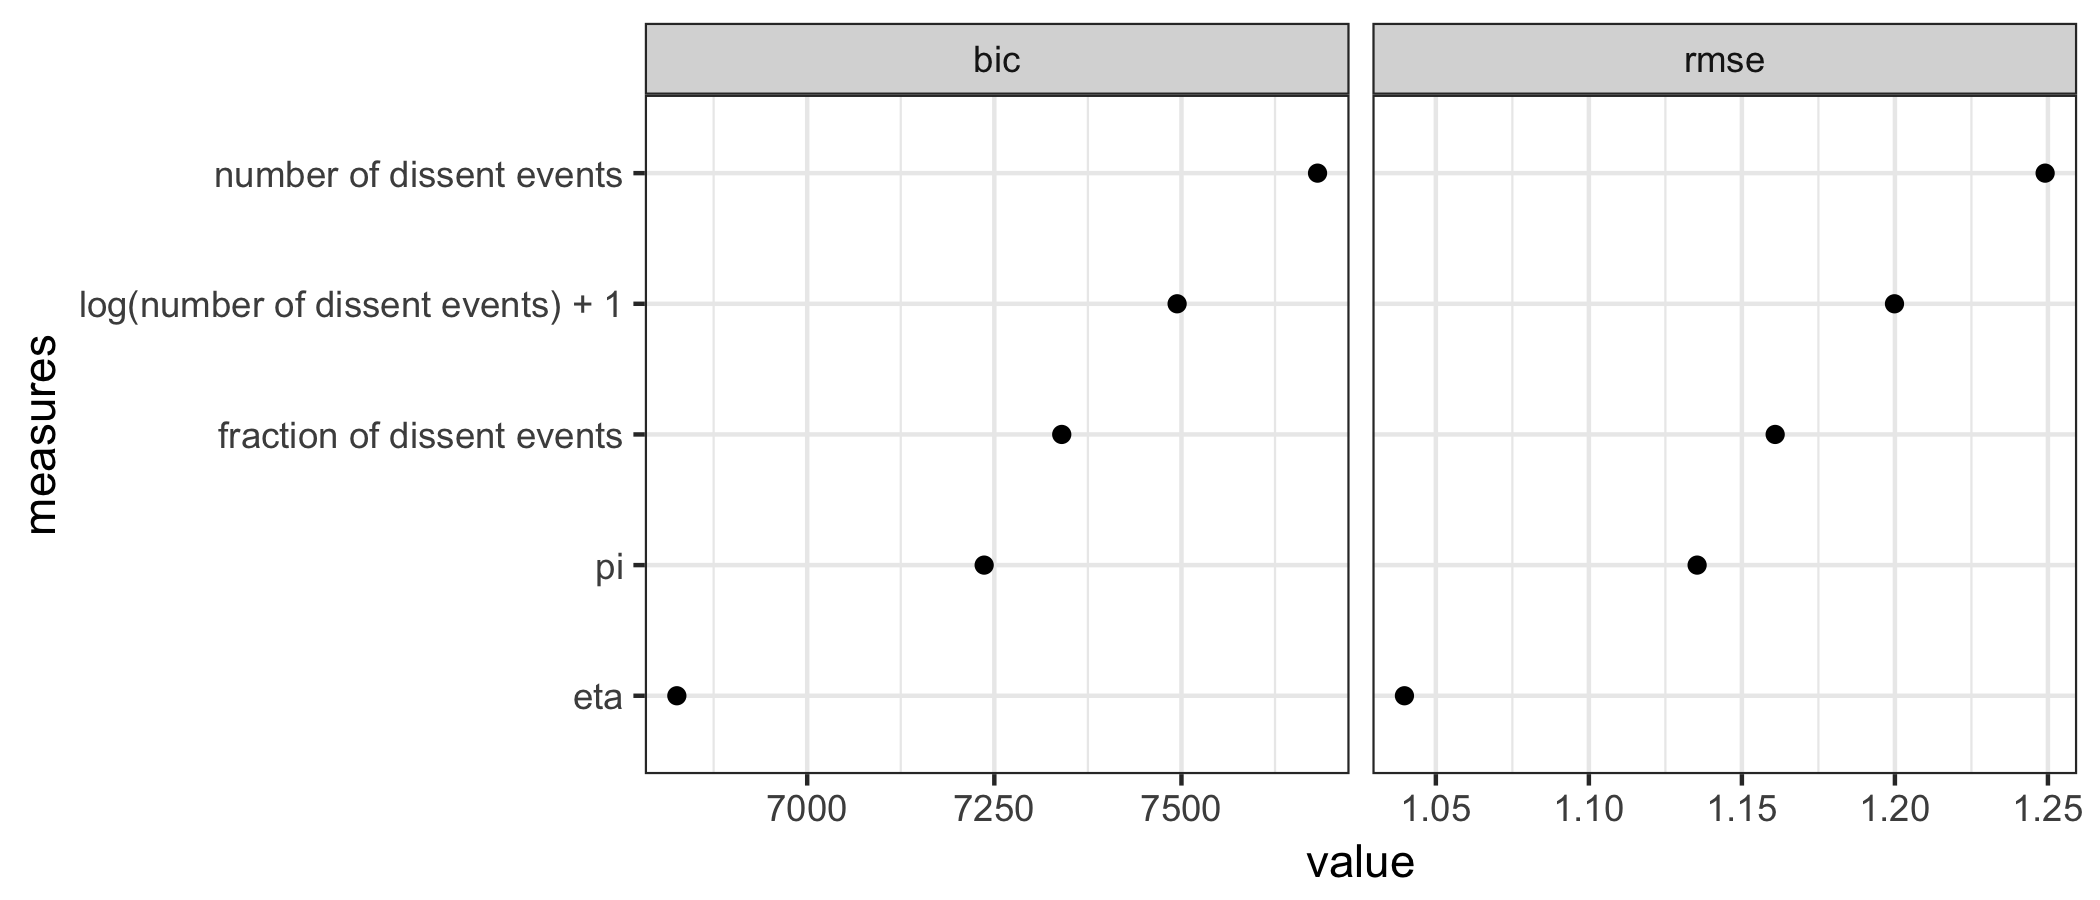 bic
rmse
number of dissent events
log(number of dissent events) + 1
fraction of dissent events
pi
eta
measures
7000 7250 7500
1.05 1.10 1.15 1.20 1.25
value